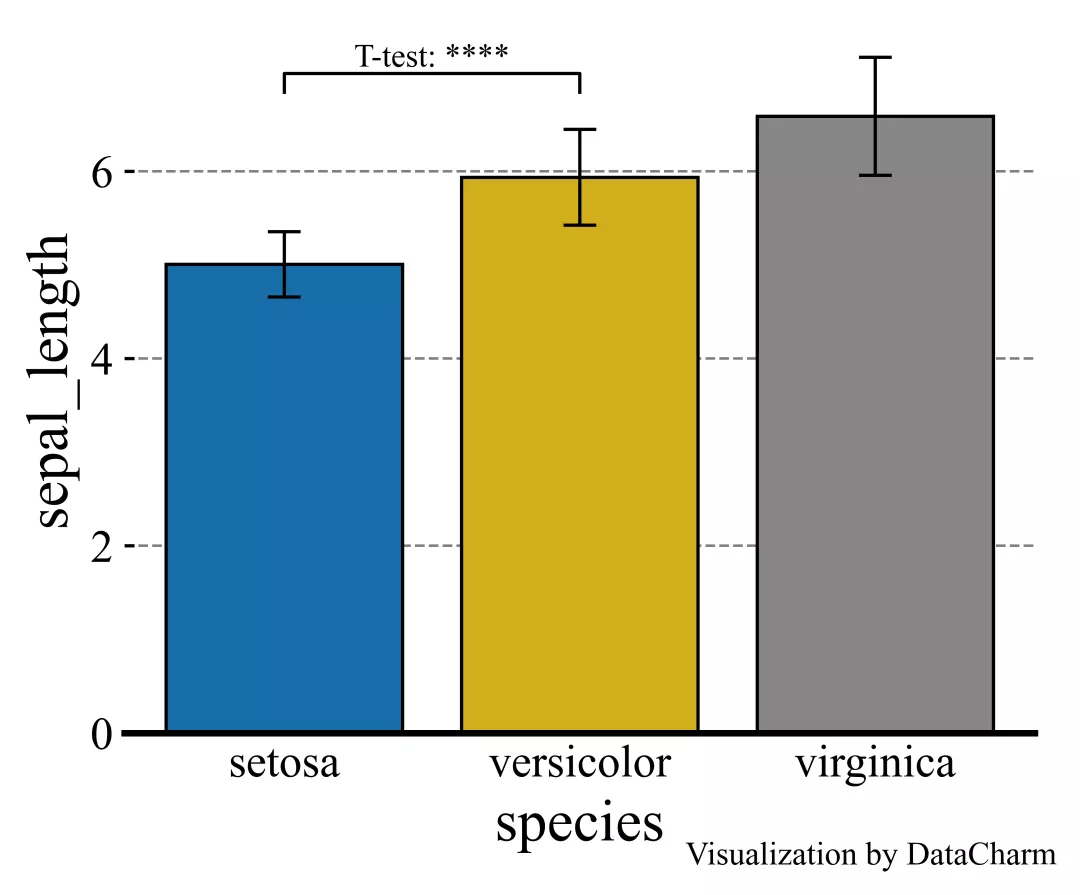 T-test: ****
6
4
2
0
sepal_length
setosa versicolor virginica
species
Visualization by DataCharm